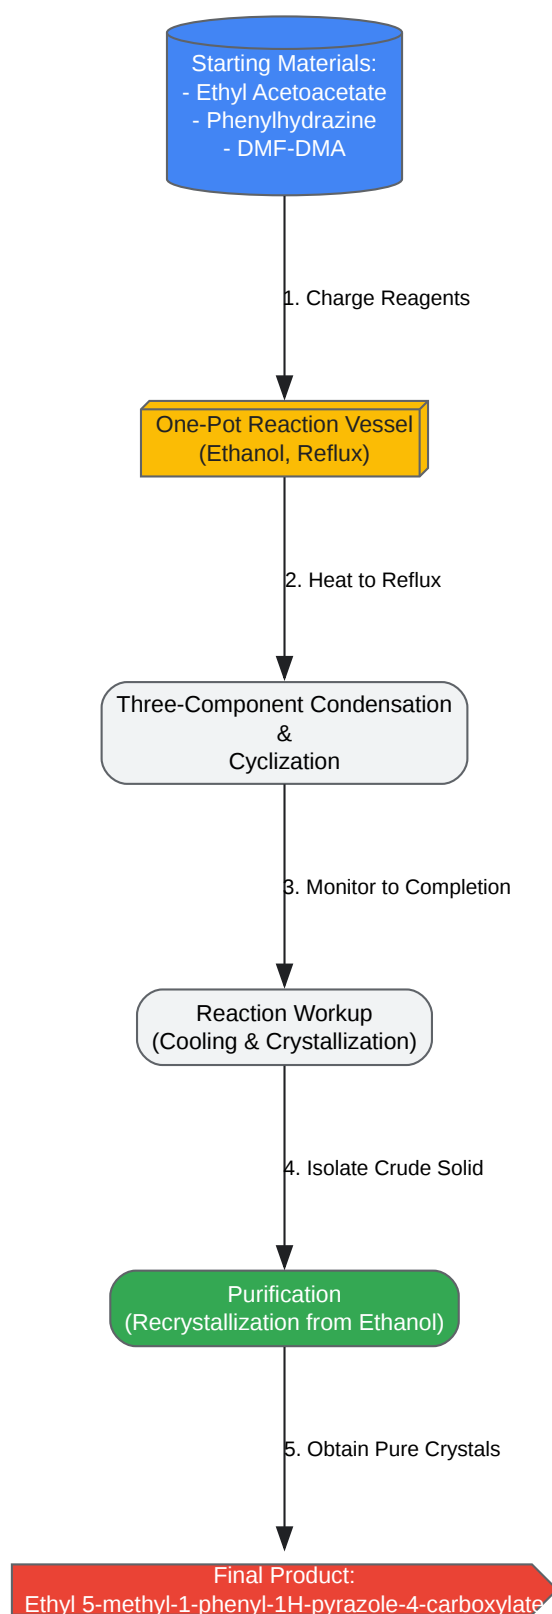 Starting Materials:
- Ethyl Acetoacetate
- Phenylhydrazine
- DMF-DMA
1. Charge Reagents
One-Pot Reaction Vessel
(Ethanol, Reflux)
2. Heat to Reflux
Three-Component Condensation
&
Cyclization
3. Monitor to Completion
Reaction Workup
(Cooling & Crystallization)
4. Isolate Crude Solid
Purification
(Recrystallization from Ethanol)
5. Obtain Pure Crystals
Final Product:
Ethyl 5-methyl-1-phenyl-1H-pyrazole-4-carboxylate